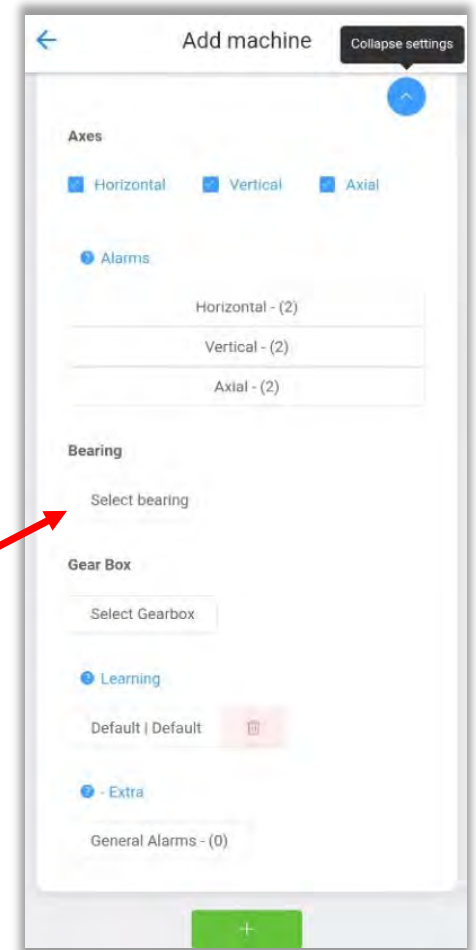 Add machine
Collapse settings
Axes
Horizontal Vertical Axial
Alarms
Horizontal - (2)
Vertical - (2)
Axial - (2)
Bearing
Select bearing
Gear Box
Select Gearbox
? Learning
Default | Default
? - Extra
General Alarms - (0)
+